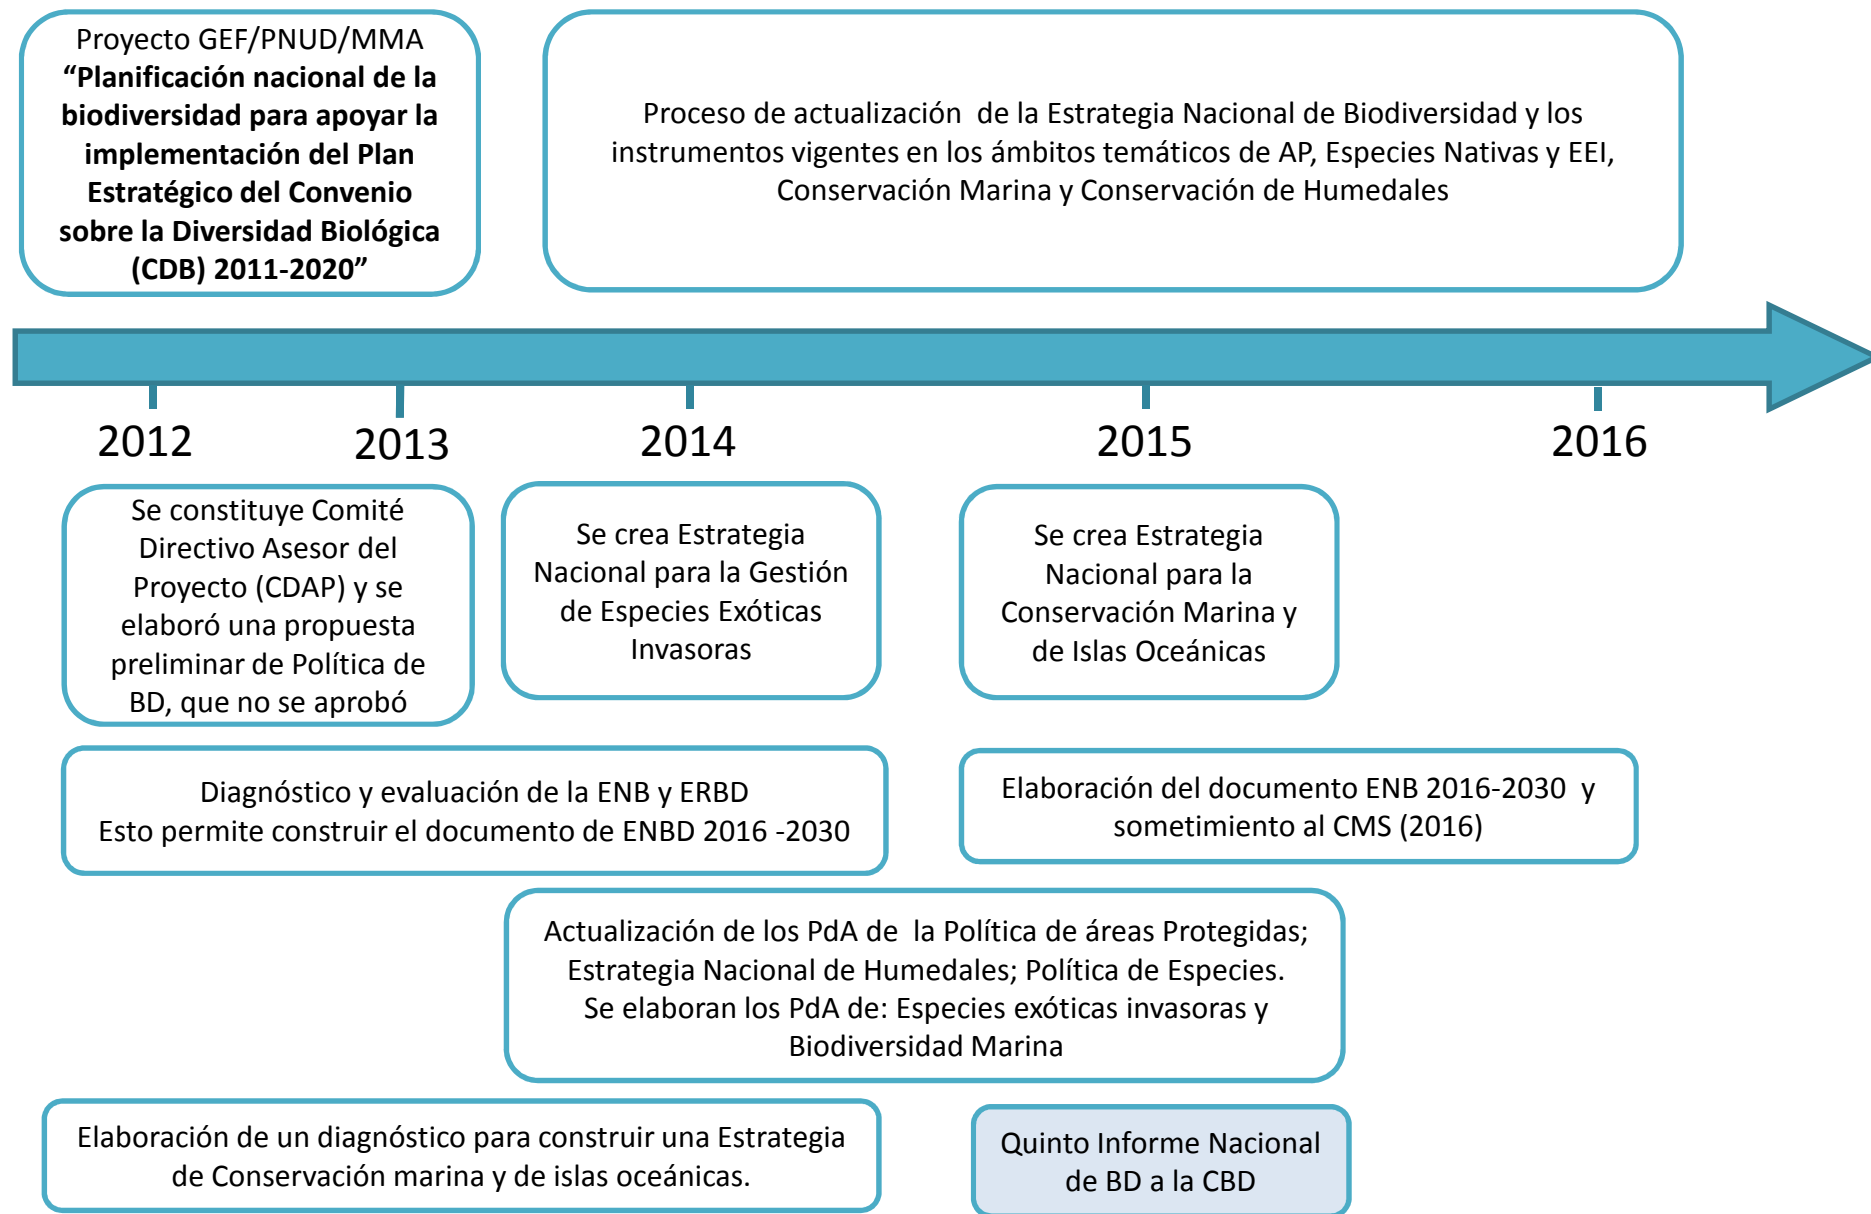 Proyecto GEF/PNUD/MMA
“Planificación nacional de la
biodiversidad para apoyar la
implementación del Plan
Estratégico del Convenio
sobre la Diversidad Biológica
(CDB) 2011-2020”
Proceso de actualización de la Estrategia Nacional de Biodiversidad y los
instrumentos vigentes en los ámbitos temáticos de AP, Especies Nativas y EEI,
Conservación Marina y Conservación de Humedales
2012
2013
2014
2015
2016
Se constituye Comité
Directivo Asesor del
Proyecto (CDAP) y se
elaboró una propuesta
preliminar de Política de
BD, que no se aprobó
Se crea Estrategia
Nacional para la Gestión
de Especies Exóticas
Invasoras
Se crea Estrategia
Nacional para la
Conservación Marina y
de Islas Oceánicas
Diagnóstico y evaluación de la ENB y ERBD
Esto permite construir el documento de ENBD 2016 -2030
Elaboración del documento ENB 2016-2030 y
sometimiento al CMS (2016)
Actualización de los PdA de la Política de áreas Protegidas;
Estrategia Nacional de Humedales; Política de Especies.
Se elaboran los PdA de: Especies exóticas invasoras y
Biodiversidad Marina
Elaboración de un diagnóstico para construir una Estrategia
de Conservación marina y de islas oceánicas.
Quinto Informe Nacional
de BD a la CBD